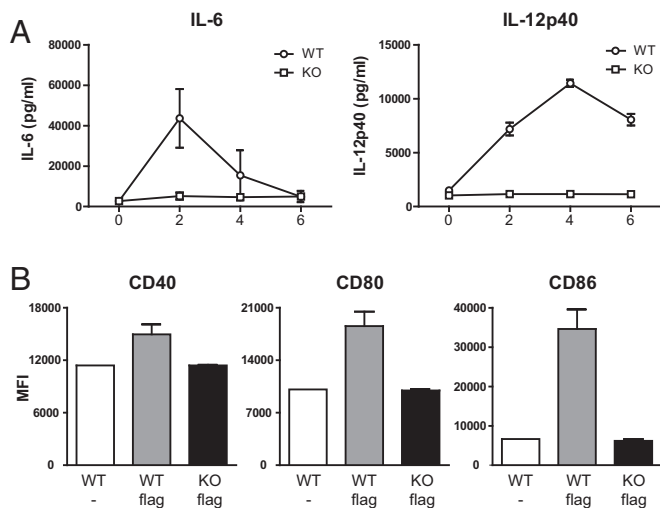 A
IL-6
IL-6 (pg/ml)
80000
60000
40000
20000
0
0 2 4 6
WT
KO
IL-12p40
IL-12p40 (pg/ml)
15000
10000
5000
0
0 2 4 6
WT
KO
B
CD40
MFI
18000
12000
6000
0
WT WT KO
- flag flag
CD80
21000
14000
7000
0
WT WT KO
- flag flag
CD86
40000
30000
20000
10000
0
WT WT KO
- flag flag